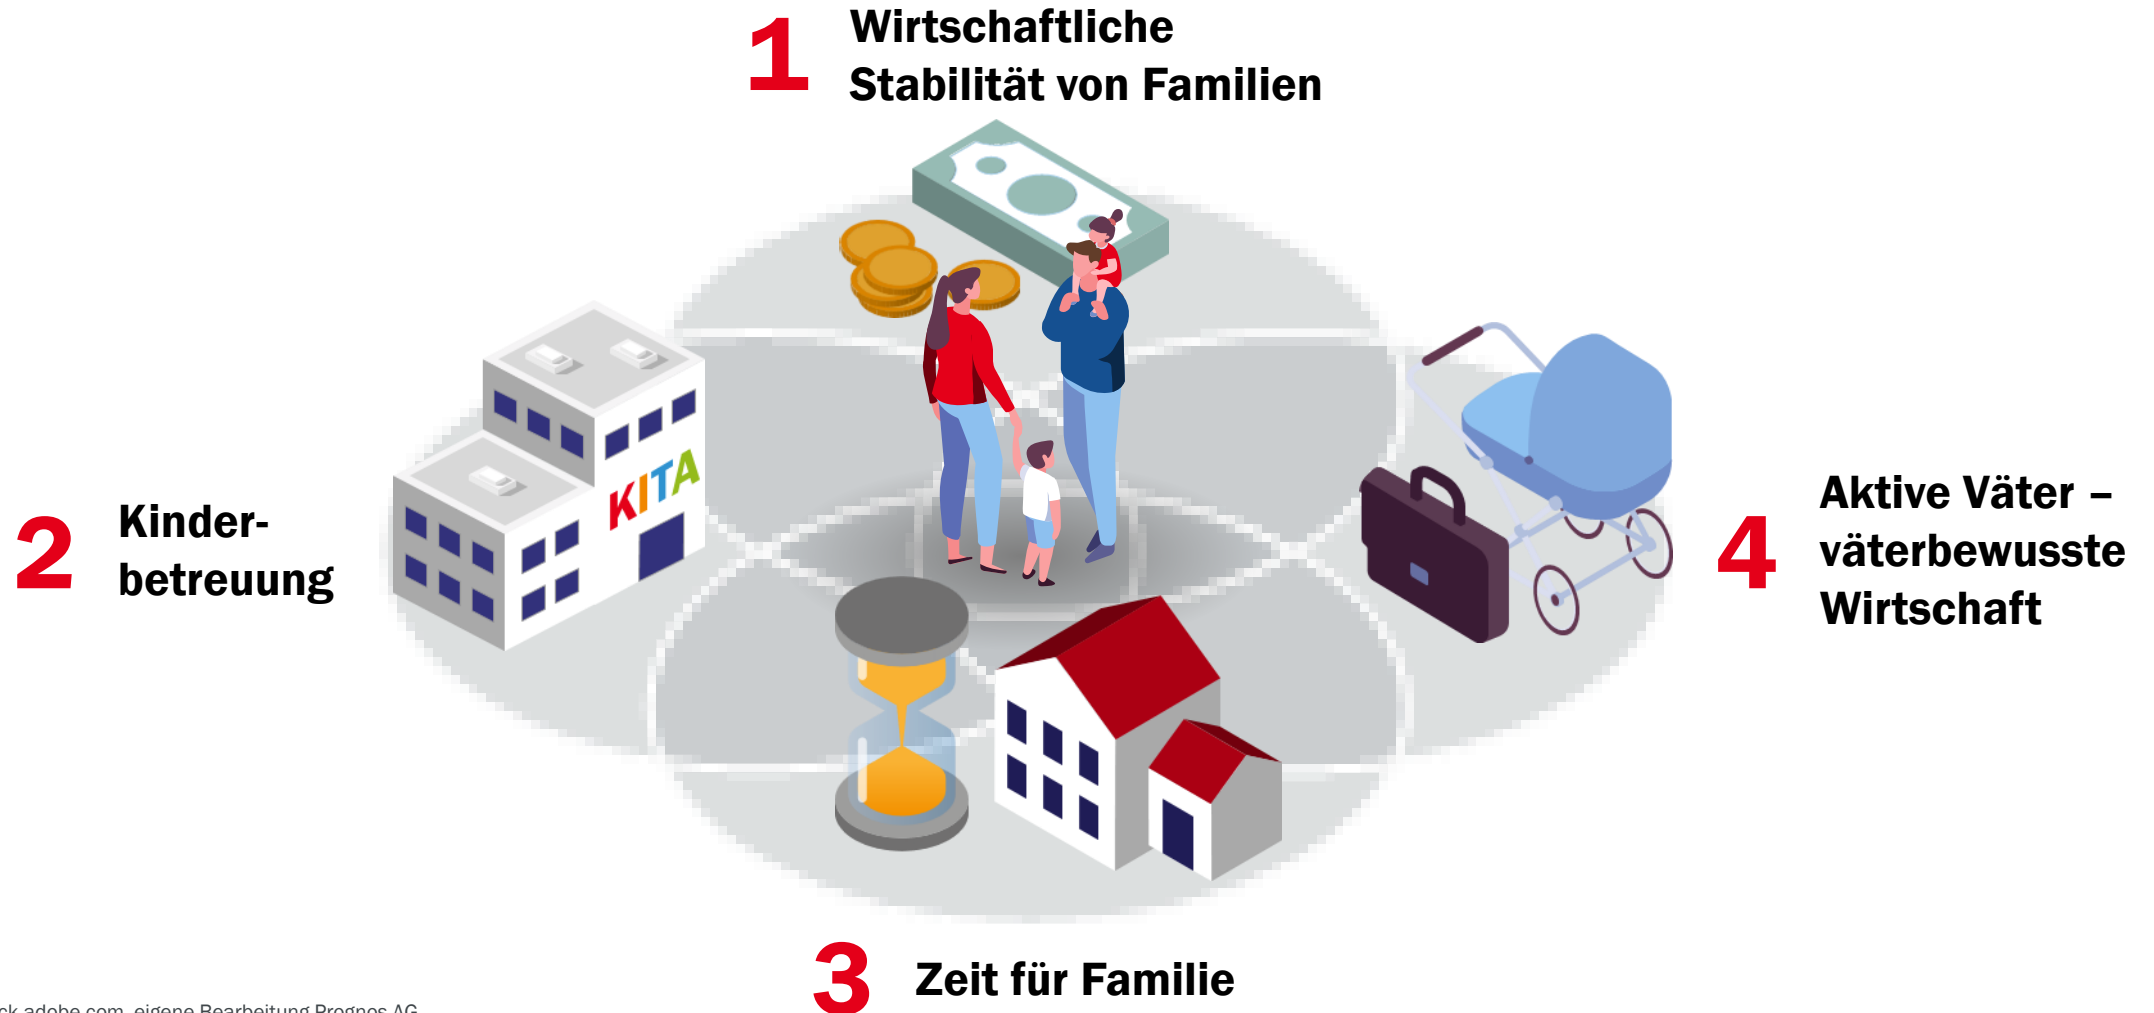 1
Wirtschaftliche
Stabilität von Familien
2
Kinder-
betreuung
KITA
3
Zeit für Familie
4
Aktive Väter –
väterbewusste
Wirtschaft
adobe.com, eigene Bearbeitung Prognos AG